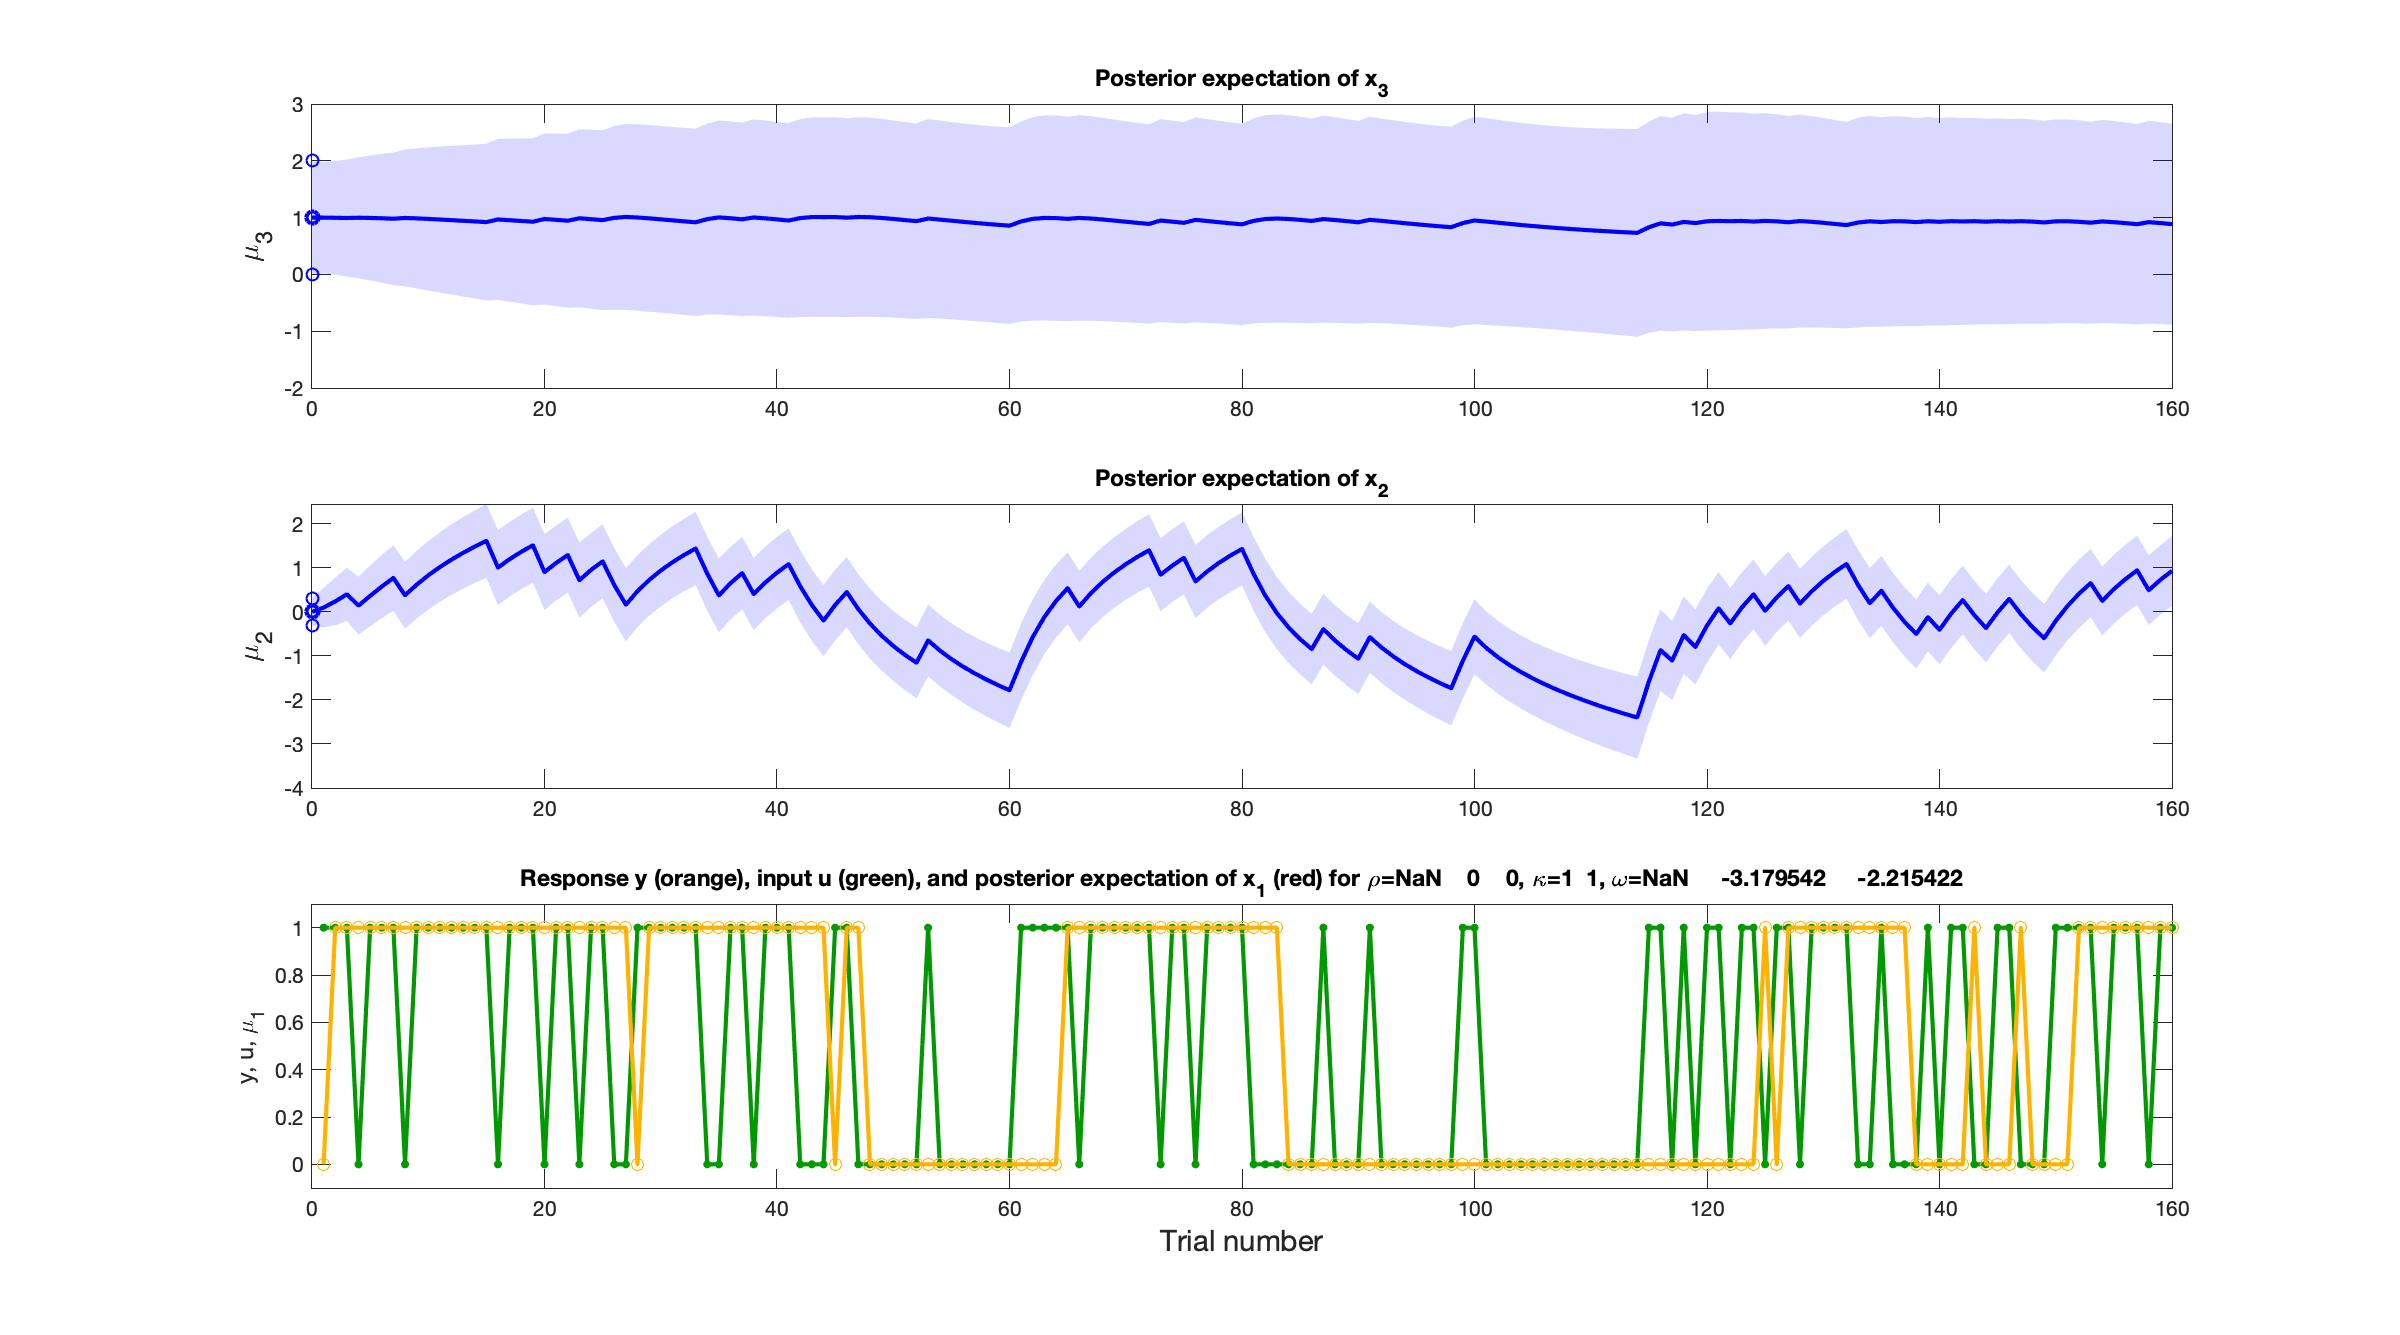 Posterior expectation of x3
3
2
1
0
-1
-2
μ3
0 20 40 60 80 100 120 140 160
Posterior expectation of x2
2
1
0
-1
-2
-3
-4
μ2
0 20 40 60 80 100 120 140 160
Response y (orange), input u (green), and posterior expectation of x1 (red) for ρ=NaN 0 0, κ=1 1, ω=NaN -3.179542 -2.215422
1
0.8
0.6
0.4
0.2
0
y, u, μ1
0 20 40 60 80 100 120 140 160
Trial number